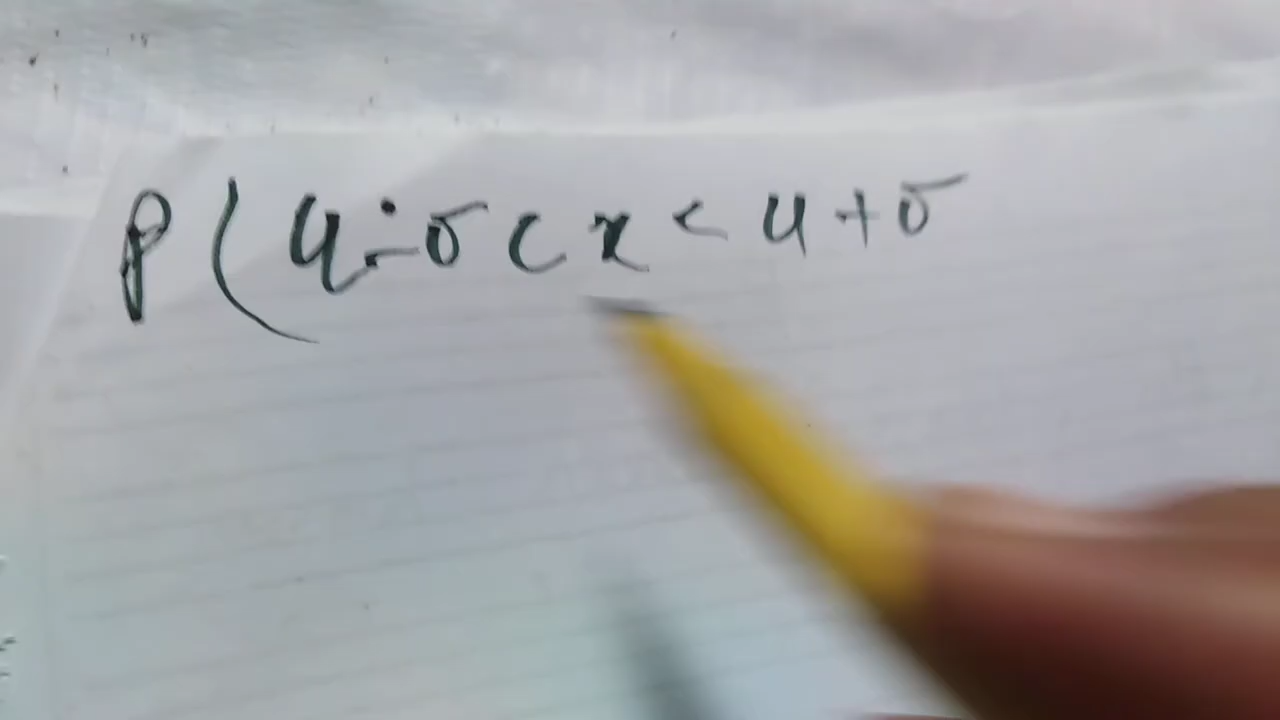 P ( μ - σ < x < μ + σ